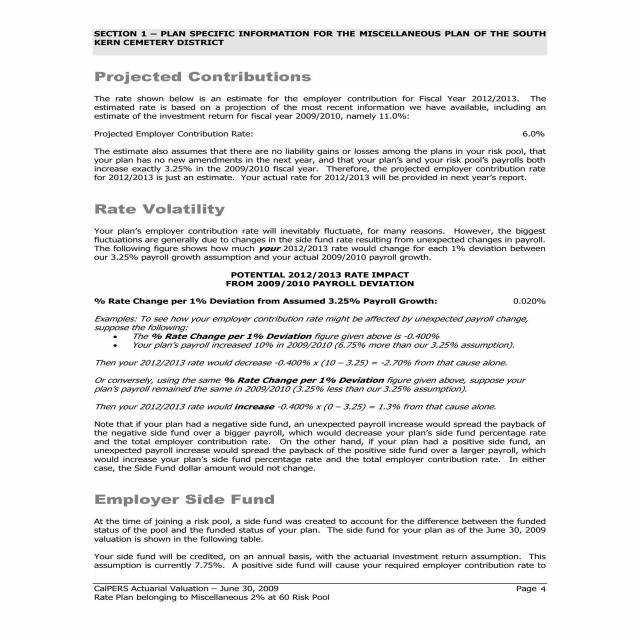 SECTION 1 – PLAN SPECIFIC INFORMATION FOR THE MISCELLANEOUS PLAN OF THE SOUTH
KERN CEMETERY DISTRICT
Projected Contributions
The rate shown below is an estimate for the employer contribution for Fiscal Year 2012/2013. The
estimated rate is based on a projection of the most recent information we have available, including an
estimate of the investment return for fiscal year 2009/2010, namely 11.0%:
Projected Employer Contribution Rate: 6.0%
The estimate also assumes that there are no liability gains or losses among the plans in your risk pool, that
your plan has no new amendments in the next year, and that your plan's and your risk pool's payrolls both
increase exactly 3.25% in the 2009/2010 fiscal year. Therefore, the projected employer contribution rate
for 2012/2013 is just an estimate. Your actual rate for 2012/2013 will be provided in next year's report.
Rate Volatility
Your plan's employer contribution rate will inevitably fluctuate, for many reasons. However, the biggest
fluctuations are generally due to changes in the side fund rate resulting from unexpected changes in payroll.
The following figure shows how much your 2012/2013 rate would change for each 1% deviation between
our 3.25% payroll growth assumption and your actual 2009/2010 payroll growth.
POTENTIAL 2012/2013 RATE IMPACT
FROM 2009/2010 PAYROLL DEVIATION
% Rate Change per 1% Deviation from Assumed 3.25% Payroll Growth: 0.020%
Examples: To see how your employer contribution rate might be affected by unexpected payroll change,
suppose the following:
• The % Rate Change per 1% Deviation figure given above is -0.400%
• Your plan's payroll increased 10% in 2009/2010 (6.75% more than our 3.25% assumption).
Then your 2012/2013 rate would decrease -0.400% x (10 – 3.25) = -2.70% from that cause alone.
Or conversely, using the same % Rate Change per 1% Deviation figure given above, suppose your
plan's payroll remained the same in 2009/2010 (3.25% less than our 3.25% assumption).
Then your 2012/2013 rate would increase -0.400% x (0 – 3.25) = 1.3% from that cause alone.
Note that if your plan had a negative side fund, an unexpected payroll increase would spread the payback of
the negative side fund over a bigger payroll, which would decrease your plan's side fund percentage rate
and the total employer contribution rate. On the other hand, if your plan had a positive side fund, an
unexpected payroll increase would spread the payback of the positive side fund over a larger payroll, which
would increase your plan's side fund percentage rate and the total employer contribution rate. In either
case, the Side Fund dollar amount would not change.
Employer Side Fund
At the time of joining a risk pool, a side fund was created to account for the difference between the funded
status of the pool and the funded status of your plan. The side fund for your plan as of the June 30, 2009
valuation is shown in the following table.
Your side fund will be credited, on an annual basis, with the actuarial investment return assumption. This
assumption is currently 7.75%. A positive side fund will cause your required employer contribution rate to
CalPERS Actuarial Valuation – June 30, 2009 Page 4
Rate Plan belonging to Miscellaneous 2% at 60 Risk Pool